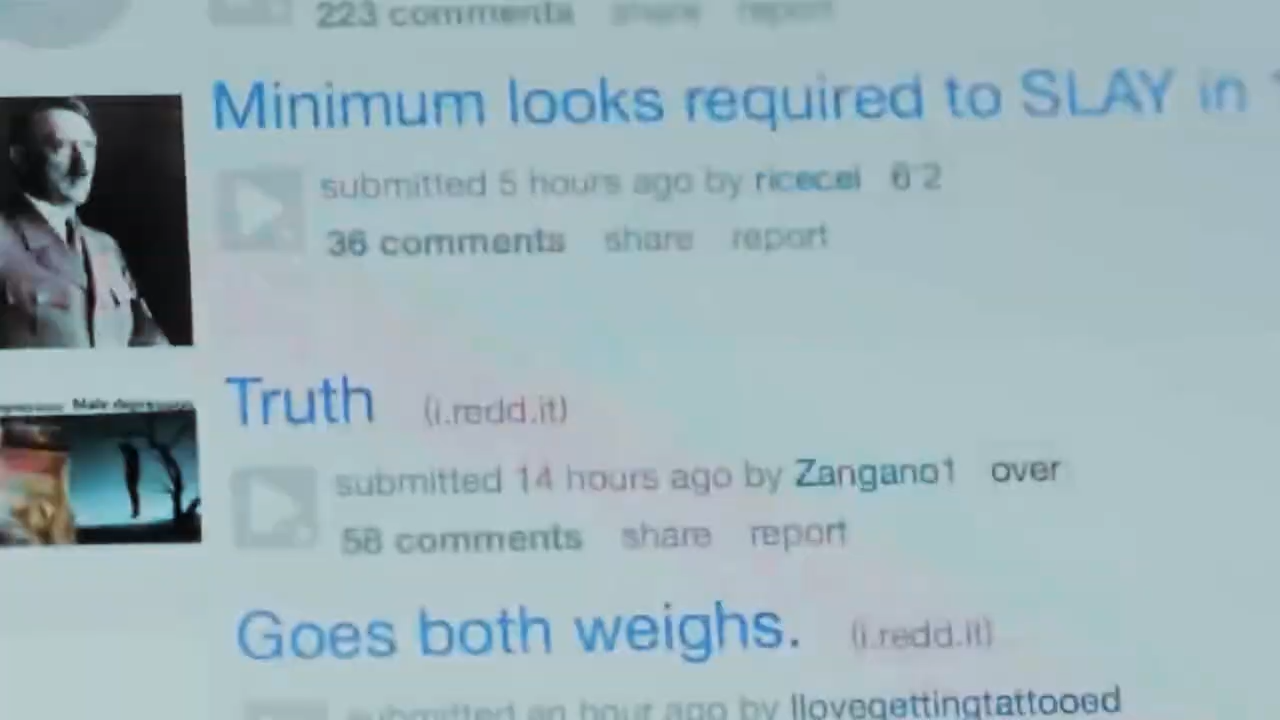 223 comments share report
Minimum looks required to SLAY in
submitted 5 hours ago by ricecel 6'2
36 comments share report
Truth (i.redd.it)
Male depression
submitted 14 hours ago by Zangano1 over
58 comments share report
Goes both weighs. (i.redd.it)
submitted an hour ago by Ilovegettingtattooed